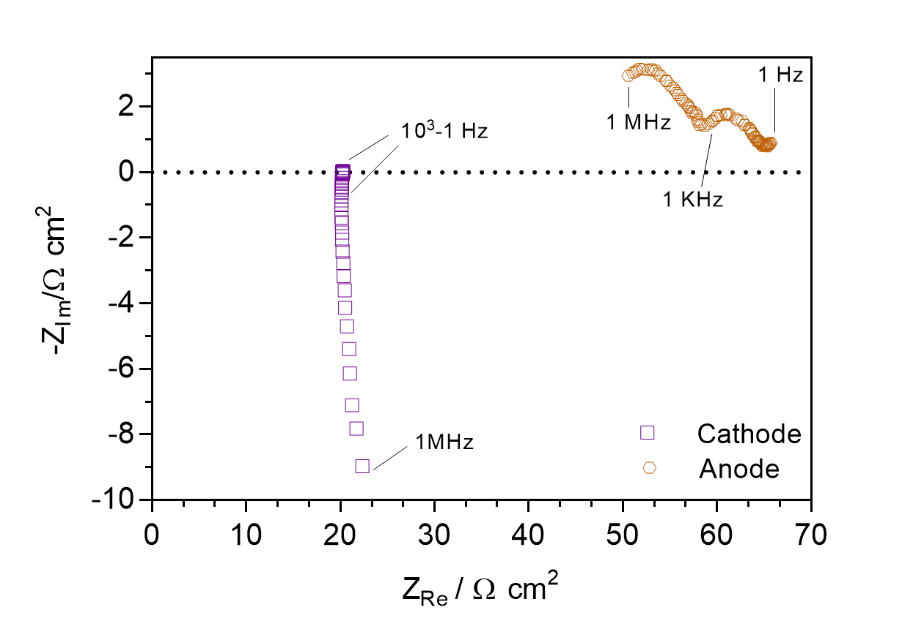 1 Hz
1 MHz
10³-1 Hz
1 KHz
2
0
-2
-4
-6
-8
-10
-Z_Im/Ω cm²
1MHz
Cathode
Anode
0 10 20 30 40 50 60 70
Z_Re / Ω cm²